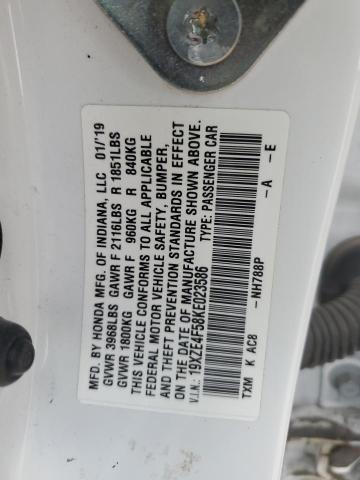 MFD. BY HONDA MFG. OF INDIANA, LLC 01/'19
GVWR 3968LBS GAWR F 2116LBS R 1851LBS
GVWR 1800KG GAWR F 960KG R 840KG
THIS VEHICLE CONFORMS TO ALL APPLICABLE
FEDERAL MOTOR VEHICLE SAFETY, BUMPER,
AND THEFT PREVENTION STANDARDS IN EFFECT
ON THE DATE OF MANUFACTURE SHOWN ABOVE.
V.I.N.: 19XZE4F58KE023586 TYPE: PASSENGER CAR
-NH788P -A -E
TXM K AC8